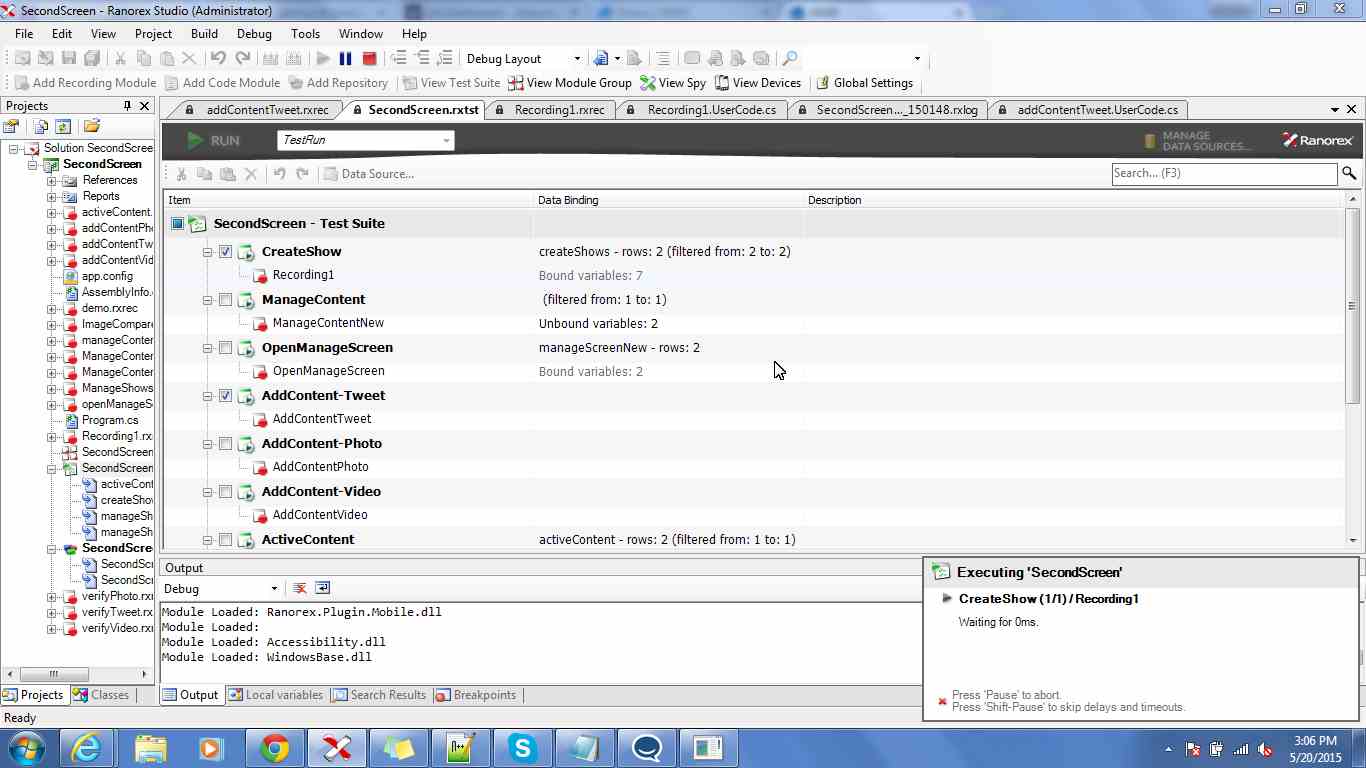 SecondScreen - Ranorex Studio (Administrator)
File Edit View Project Build Debug Tools Window Help
Debug Layout
Add Recording Module Add Code Module Add Repository View Test Suite View Module Group View Spy View Devices Global Settings
Projects
addContentTweet.rxrec SecondScreen.rxtst Recording1.rxrec Recording1.UserCode.cs SecondScreen..._150148.rxlog addContentTweet.UserCode.cs
RUN TestRun MANAGE DATA SOURCES... Ranorex
Data Source... Search... (F3)
Solution SecondScree
SecondScreen
References
Reports
activeContent.
addContentPh
addContentTw
addContentVid
app.config
AssemblyInfo.
demo.rxrec
ImageCompare
manageConter
ManageConter
ManageConter
ManageShows
openManageS
Program.cs
Recording1.rx
SecondScreen
SecondScreen
activeCont
createShov
manageSh
manageSh
SecondScree
SecondScr
SecondScr
verifyPhoto.rx
verifyTweet.rx
verifyVideo.rx
Item Data Binding Description
SecondScreen - Test Suite
CreateShow createShows - rows: 2 (filtered from: 2 to: 2)
Recording1 Bound variables: 7
ManageContent (filtered from: 1 to: 1)
ManageContentNew Unbound variables: 2
OpenManageScreen manageScreenNew - rows: 2
OpenManageScreen Bound variables: 2
AddContent-Tweet
AddContentTweet
AddContent-Photo
AddContentPhoto
AddContent-Video
AddContentVideo
ActiveContent activeContent - rows: 2 (filtered from: 1 to: 1)
Output
Debug
Module Loaded: Ranorex.Plugin.Mobile.dll
Module Loaded:
Module Loaded: Accessibility.dll
Module Loaded: WindowsBase.dll
Executing 'SecondScreen'
CreateShow (1/1) / Recording1
Waiting for 0ms.
Press 'Pause' to abort.
Press 'Shift-Pause' to skip delays and timeouts.
Projects Classes Output Local variables Search Results Breakpoints
Ready
3:06 PM
5/20/2015